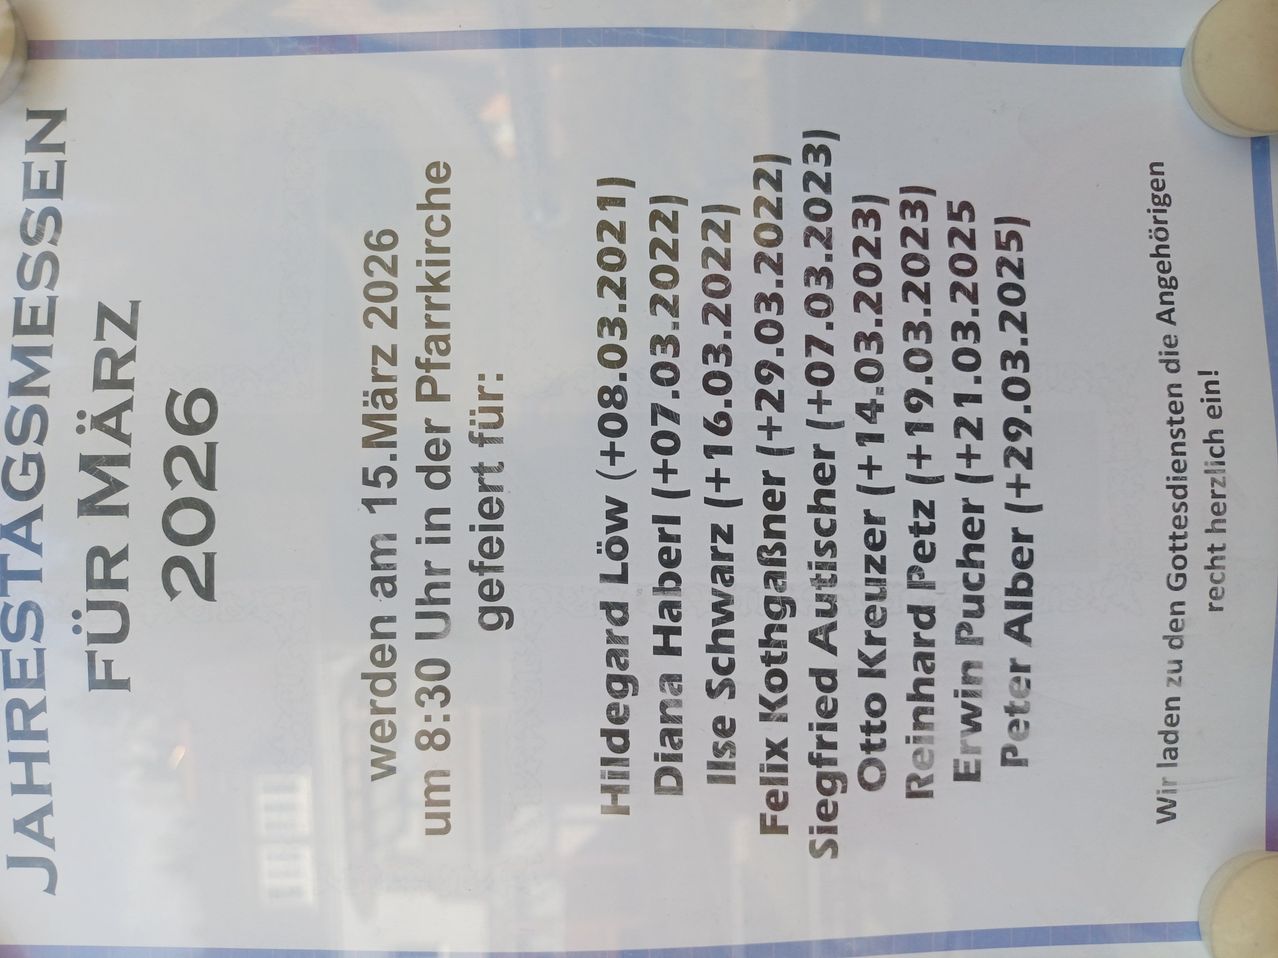 JAHRESTAGSMESSEN
FÜR MÄRZ
2026
werden am 15.März 2026
um 8:30 Uhr in der Pfarrkirche
gefeiert für:
Hildegard Löw (+08.03.2021)
Diana Haberl (+07.03.2022)
Ilse Schwarz (+16.03.2022)
Felix Kothgaßner (+29.03.2022)
Siegfried Autischer (+07.03.2023)
Otto Kreuzer (+14.03.2023)
Reinhard Petz (+19.03.2023)
Erwin Pucher (+21.03.2025
Peter Alber (+29.03.2025)
Wir laden zu den Gottesdiensten die Angehörigen
recht herzlich ein!